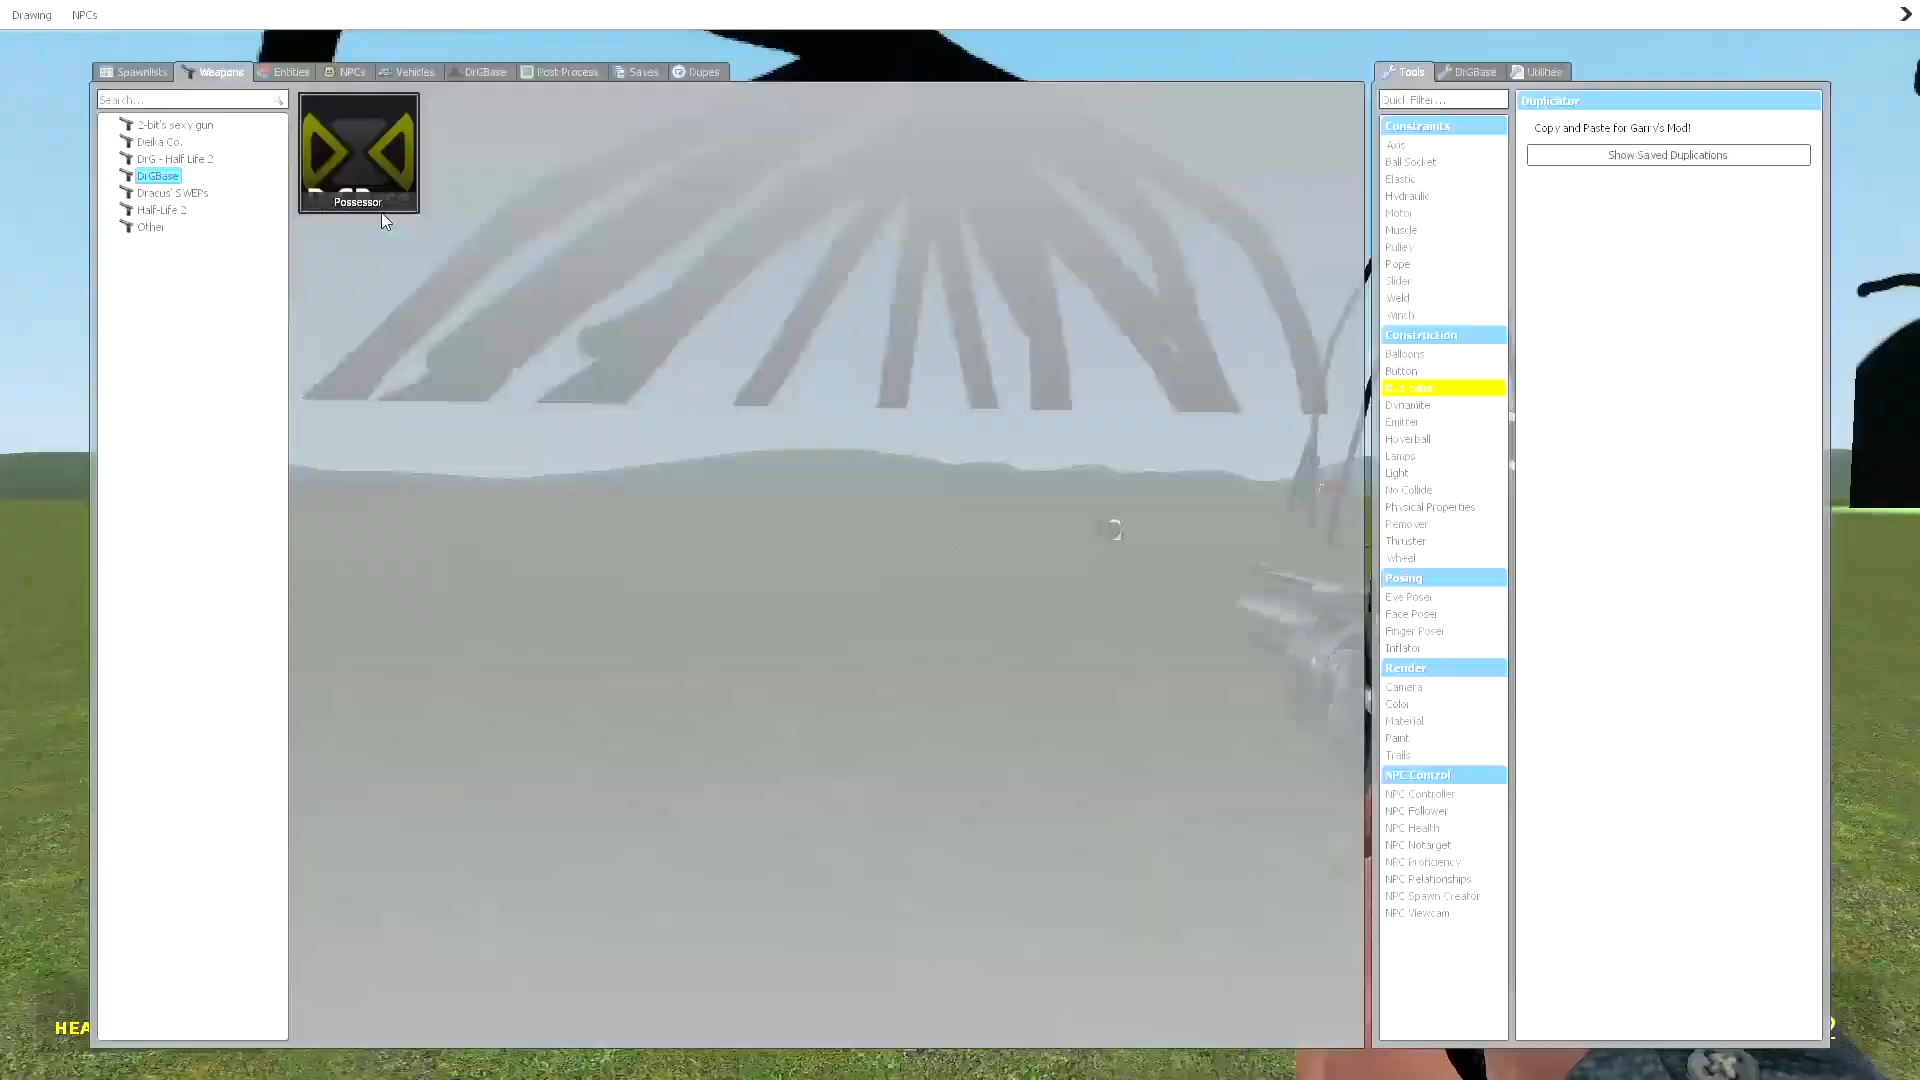 Drawing NPCs
Spawnlists Weapons Entities NPCs Vehicles DrGBase Post Process Saves Dupes
Search...
2-bit's sexy gun
Deika Co.
DrG - Half Life 2
DrGBase
Dracus' SWEPs
Half-Life 2
Other
Possessor
HEA
Tools DrGBase Utilities
Quick Filter...
Constraints
Axis
Ball Socket
Elastic
Hydraulic
Motor
Muscle
Pulley
Rope
Slider
Weld
Winch
Construction
Balloons
Button
Dynamite
Emitter
Hoverball
Lamps
Light
No Collide
Physical Properties
Remover
Thruster
Wheel
Posing
Eye Poser
Face Poser
Finger Poser
Inflator
Render
Camera
Color
Material
Paint
Trails
NPC Control
NPC Controller
NPC Follower
NPC Health
NPC Notarget
NPC Proficiency
NPC Relationships
NPC Spawn Creator
NPC Viewcam
Duplicator
Copy and Paste for Garry's Mod!
Show Saved Duplications